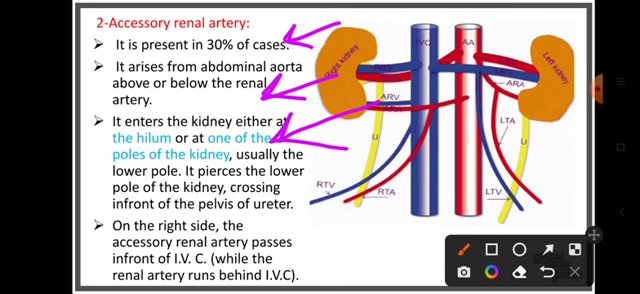 2-Accessory renal artery:
It is present in 30% of cases.
It arises from abdominal aorta
above or below the renal
artery.
It enters the kidney either at
the hilum or at one of the
poles of the kidney, usually the
lower pole. It pierces the lower
pole of the kidney, crossing
infront of the pelvis of ureter.
On the right side, the
accessory renal artery passes
infront of I.V. C. (while the
renal artery runs behind I.V.C).
IVC
AA
Right kidney
Left kidney
ARV
ARA
ARA
LTA
U
U
RTV
RTA
LTV